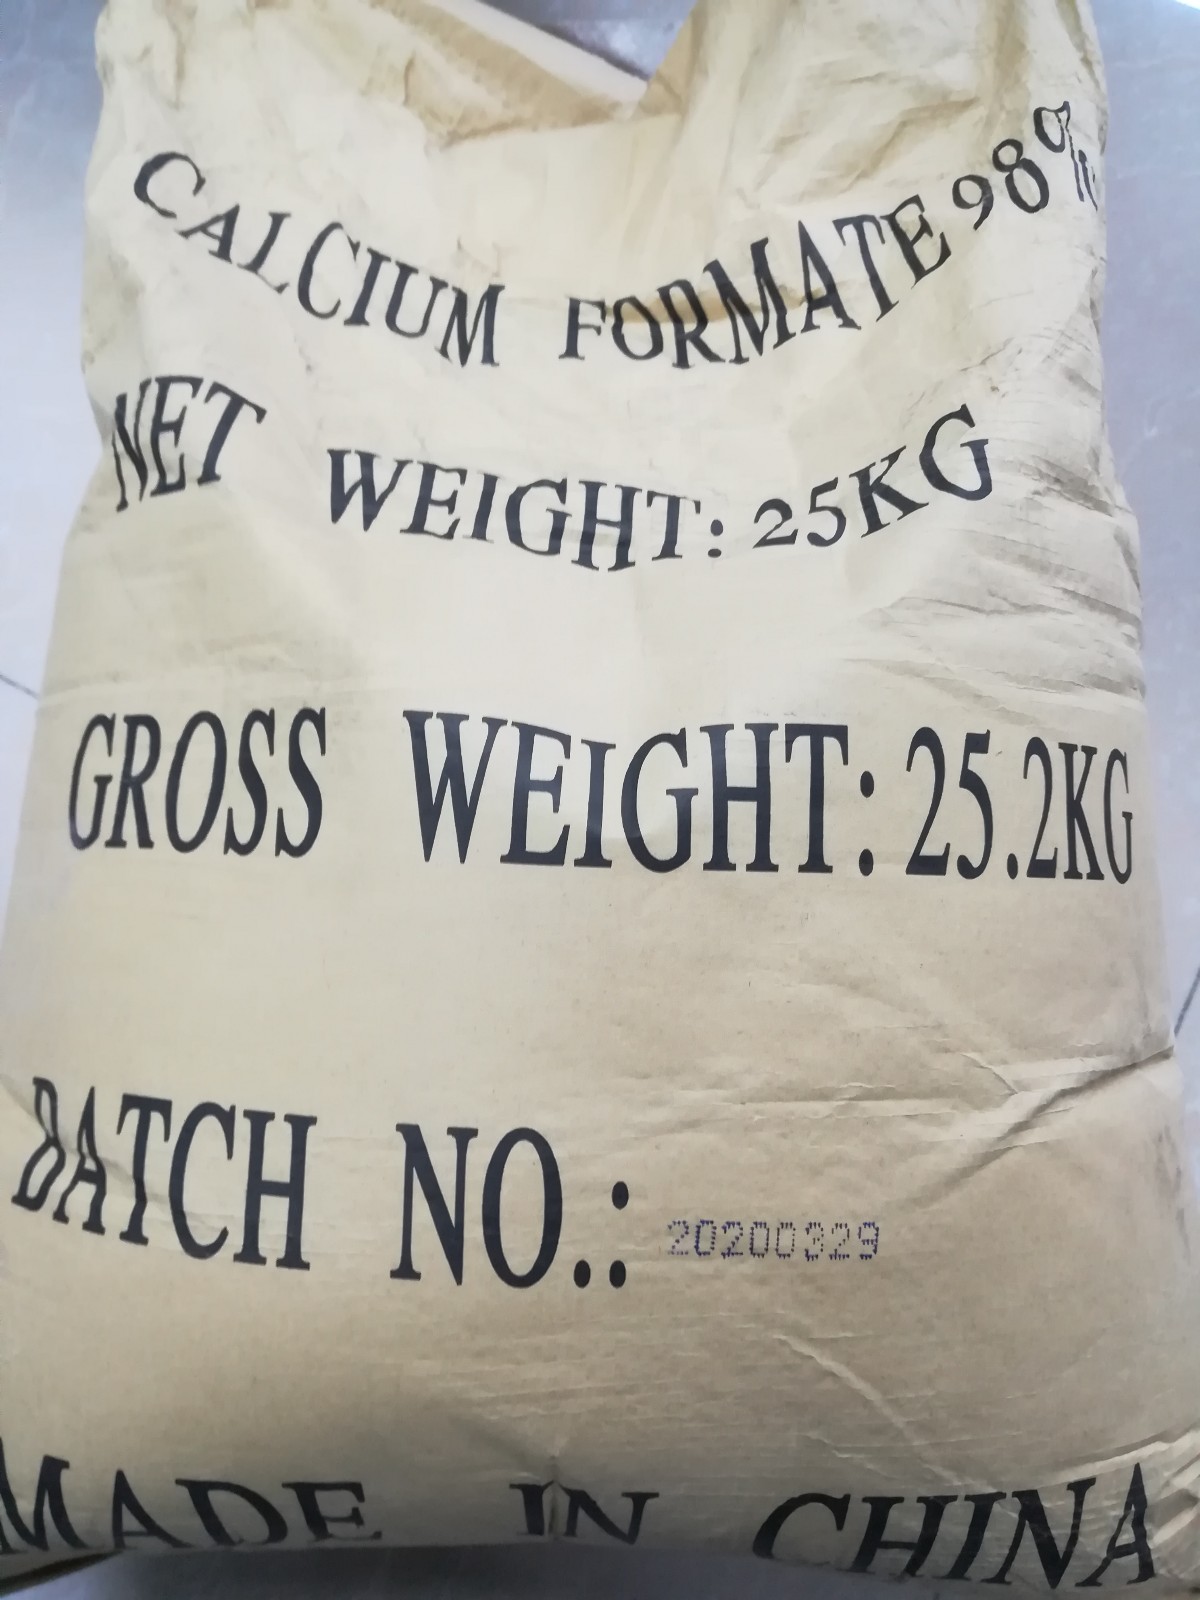 CALCIUM FORMATE 98%
NET WEIGHT: 25KG
GROSS WEIGHT: 25.2KG
BATCH NO.: 20200329
MADE IN CHINA